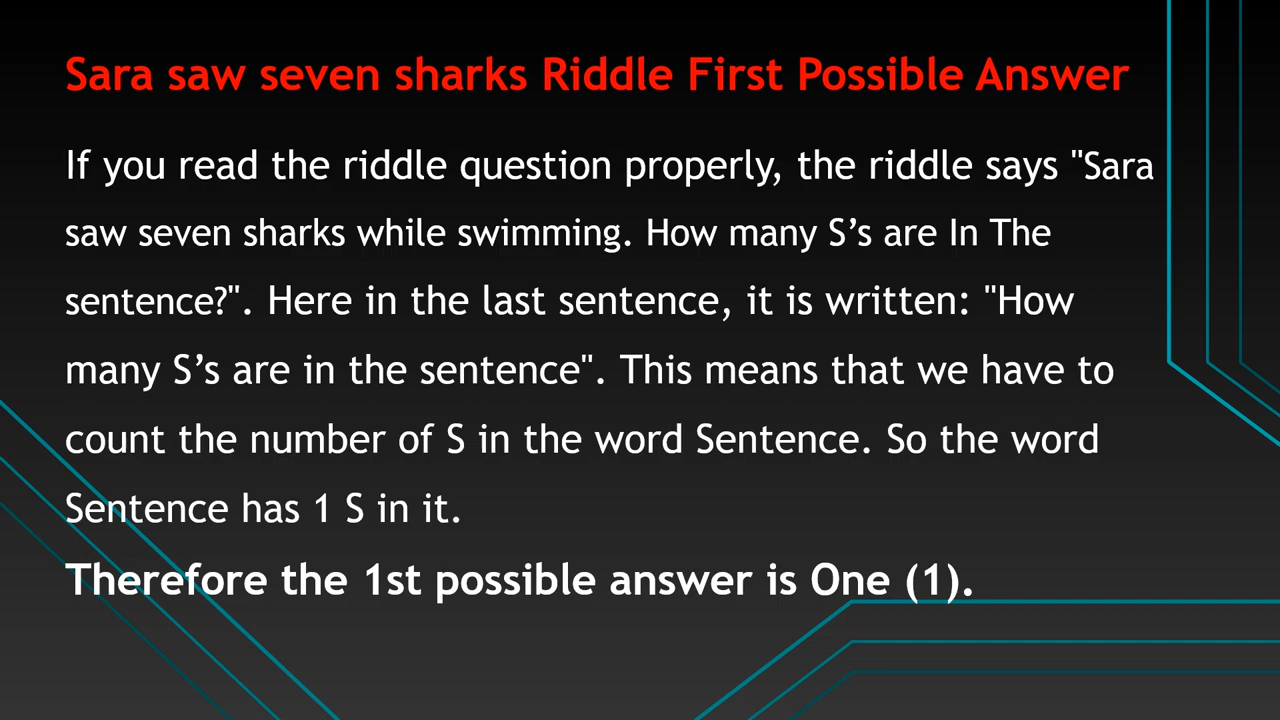 Sara saw seven sharks Riddle First Possible Answer
If you read the riddle question properly, the riddle says "Sara
saw seven sharks while swimming. How many S’s are In The
sentence?". Here in the last sentence, it is written: "How
many S’s are in the sentence". This means that we have to
count the number of S in the word Sentence. So the word
Sentence has 1 S in it.
Therefore the 1st possible answer is One (1).